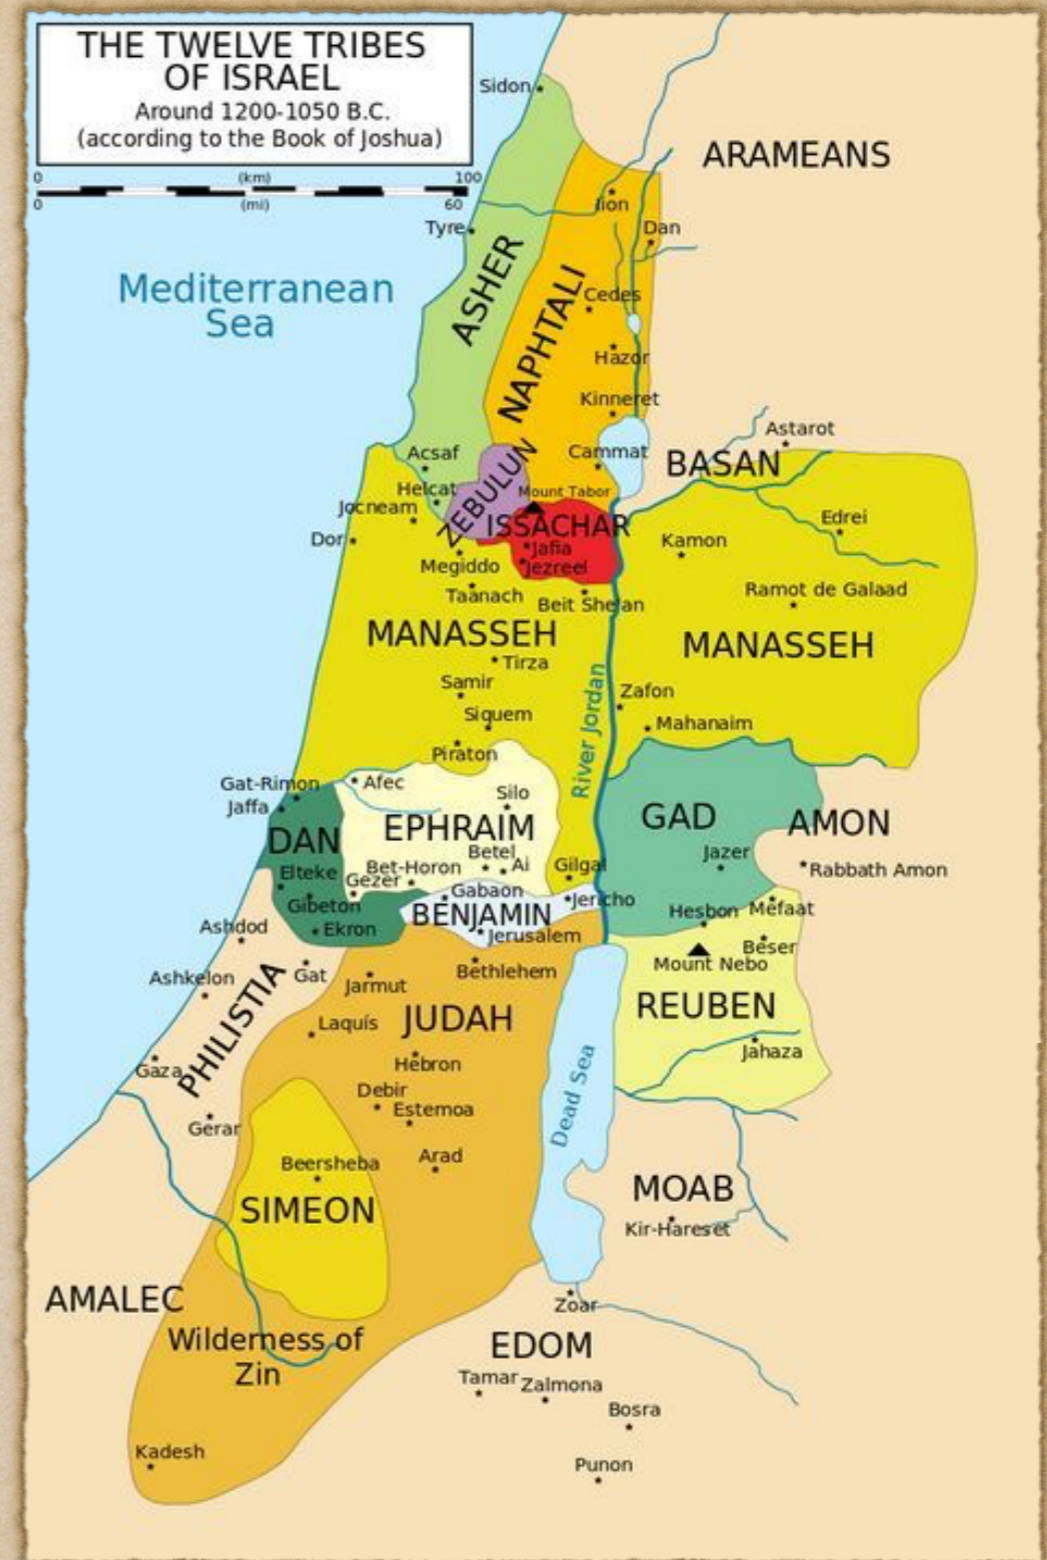 THE TWELVE TRIBES
OF ISRAEL
Around 1200-1050 B.C.
(according to the Book of Joshua)
0 (km) 100
0 (mi) 60
Sidon
ARAMEANS
Ijon
Tyre
Dan
ASHER
Mediterranean
Sea
NAPHTALI
Cedes
Hazor
Kinneret
Astarot
Acsaf
Cammat
BASAN
ZEBULUN
Helcat
Mount Tabor
Jocneam
ISSACHAR
Edrei
Dor
Jafia
Kamon
Megiddo
Jezreel
Taanach
Beit She'an
Ramot de Galaad
MANASSEH
MANASSEH
Tirza
Samir
Zafon
River Jordan
Siquem
Mahanaim
Piraton
Gat-Rimon
Afec
Silo
Jaffa
GAD
AMON
DAN
EPHRAIM
Betel
Jazer
Elteke
Bet-Horon
Ai
Gilgal
Rabbath Amon
Gezer
Gabaon
Jericho
Gibeton
BENJAMIN
Hesbon
Mefaat
Ashdod
Ekron
Jerusalem
Beser
Mount Nebo
Ashkelon
Gat
Bethlehem
Jarmut
PHILISTIA
REUBEN
Laquís
JUDAH
Jahaza
Gaza
Hebron
Dead Sea
Debir
Estemoa
Gerar
Arad
Beersheba
MOAB
SIMEON
Kir-Hareset
AMALEC
Zoar
Wilderness of
Zin
EDOM
Tamar
Zalmona
Bosra
Kadesh
Punon